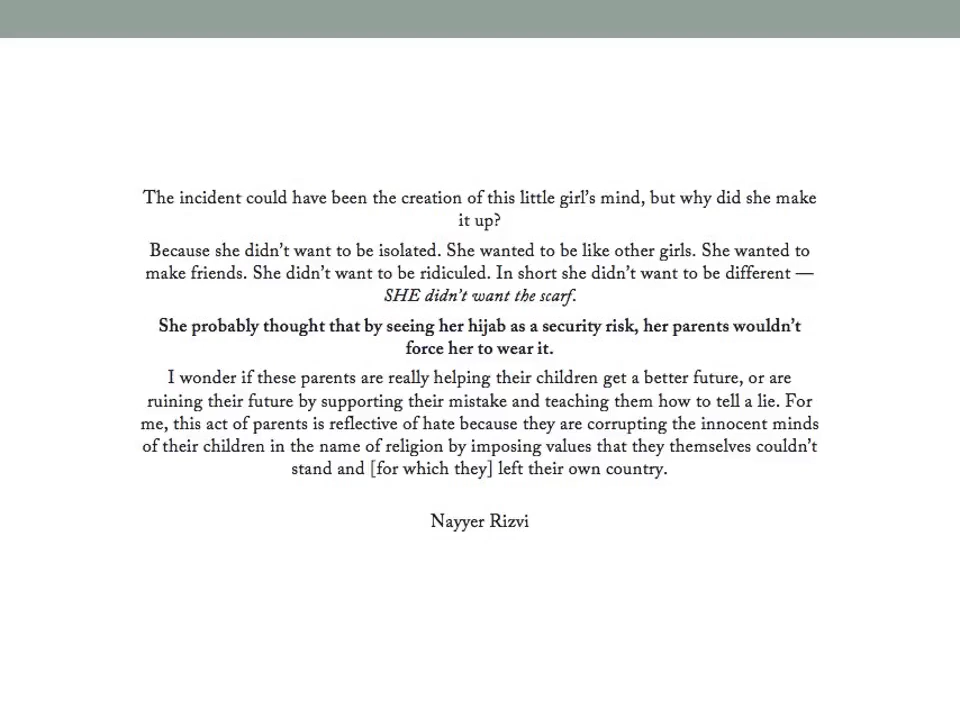 The incident could have been the creation of this little girl’s mind, but why did she make
it up?
Because she didn’t want to be isolated. She wanted to be like other girls. She wanted to
make friends. She didn’t want to be ridiculed. In short she didn’t want to be different —
SHE didn’t want the scarf.
She probably thought that by seeing her hijab as a security risk, her parents wouldn’t
force her to wear it.
I wonder if these parents are really helping their children get a better future, or are
ruining their future by supporting their mistake and teaching them how to tell a lie. For
me, this act of parents is reflective of hate because they are corrupting the innocent minds
of their children in the name of religion by imposing values that they themselves couldn’t
stand and [for which they] left their own country.
Nayyer Rizvi